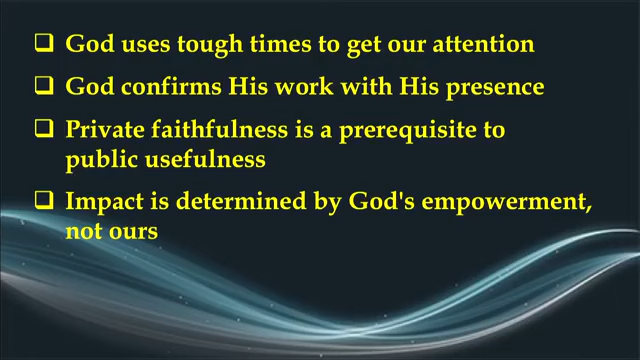 ❑ God uses tough times to get our attention
❑ God confirms His work with His presence
❑ Private faithfulness is a prerequisite to
public usefulness
❑ Impact is determined by God's empowerment,
not ours